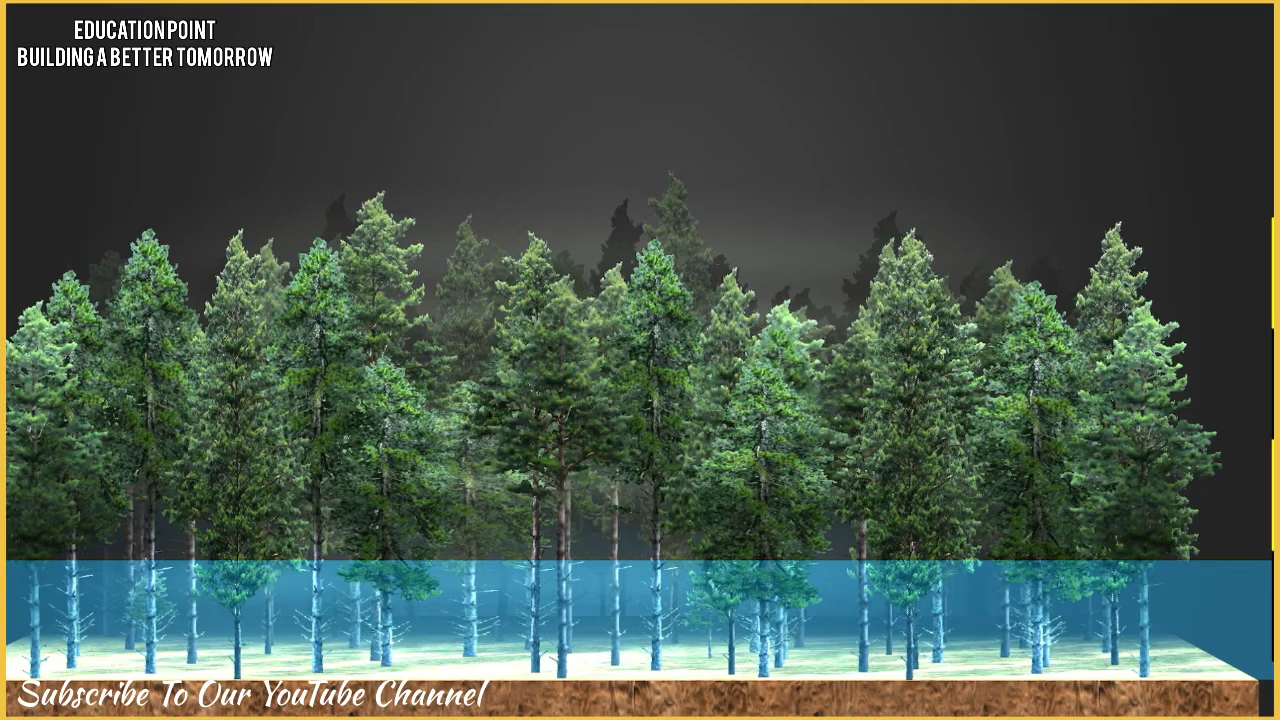 EDUCATION POINT
BUILDING A BETTER TOMORROW
Subscribe To Our YouTube Channel